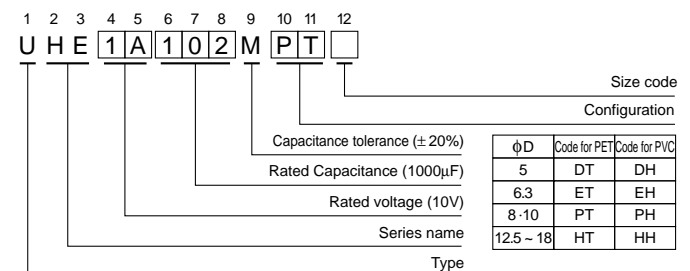 1 2 3 4 5 6 7 8 9 10 11 12
U H E 1 A 1 0 2 M P T
Size code
Configuration
Capacitance tolerance (±20%)
Rated Capacitance (1000µF)
Rated voltage (10V)
Series name
Type
ϕD Code for PET Code for PVC
5 DT DH
6.3 ET EH
8·10 PT PH
12.5 ~ 18 HT HH